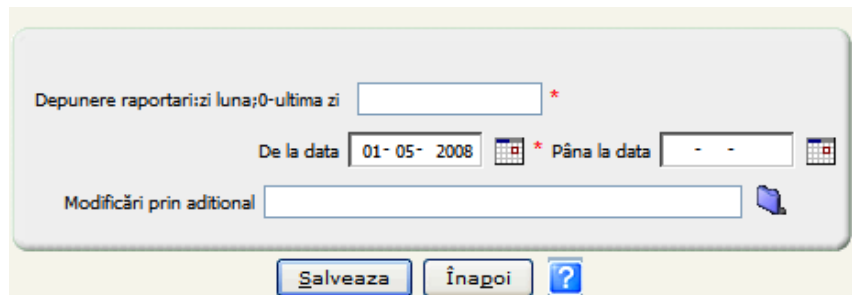 Depunere raportari:zi luna;0-ultima zi *
De la data 01-05- 2008 * Pâna la data - -
Modificări prin aditional
Salveaza Înapoi ?